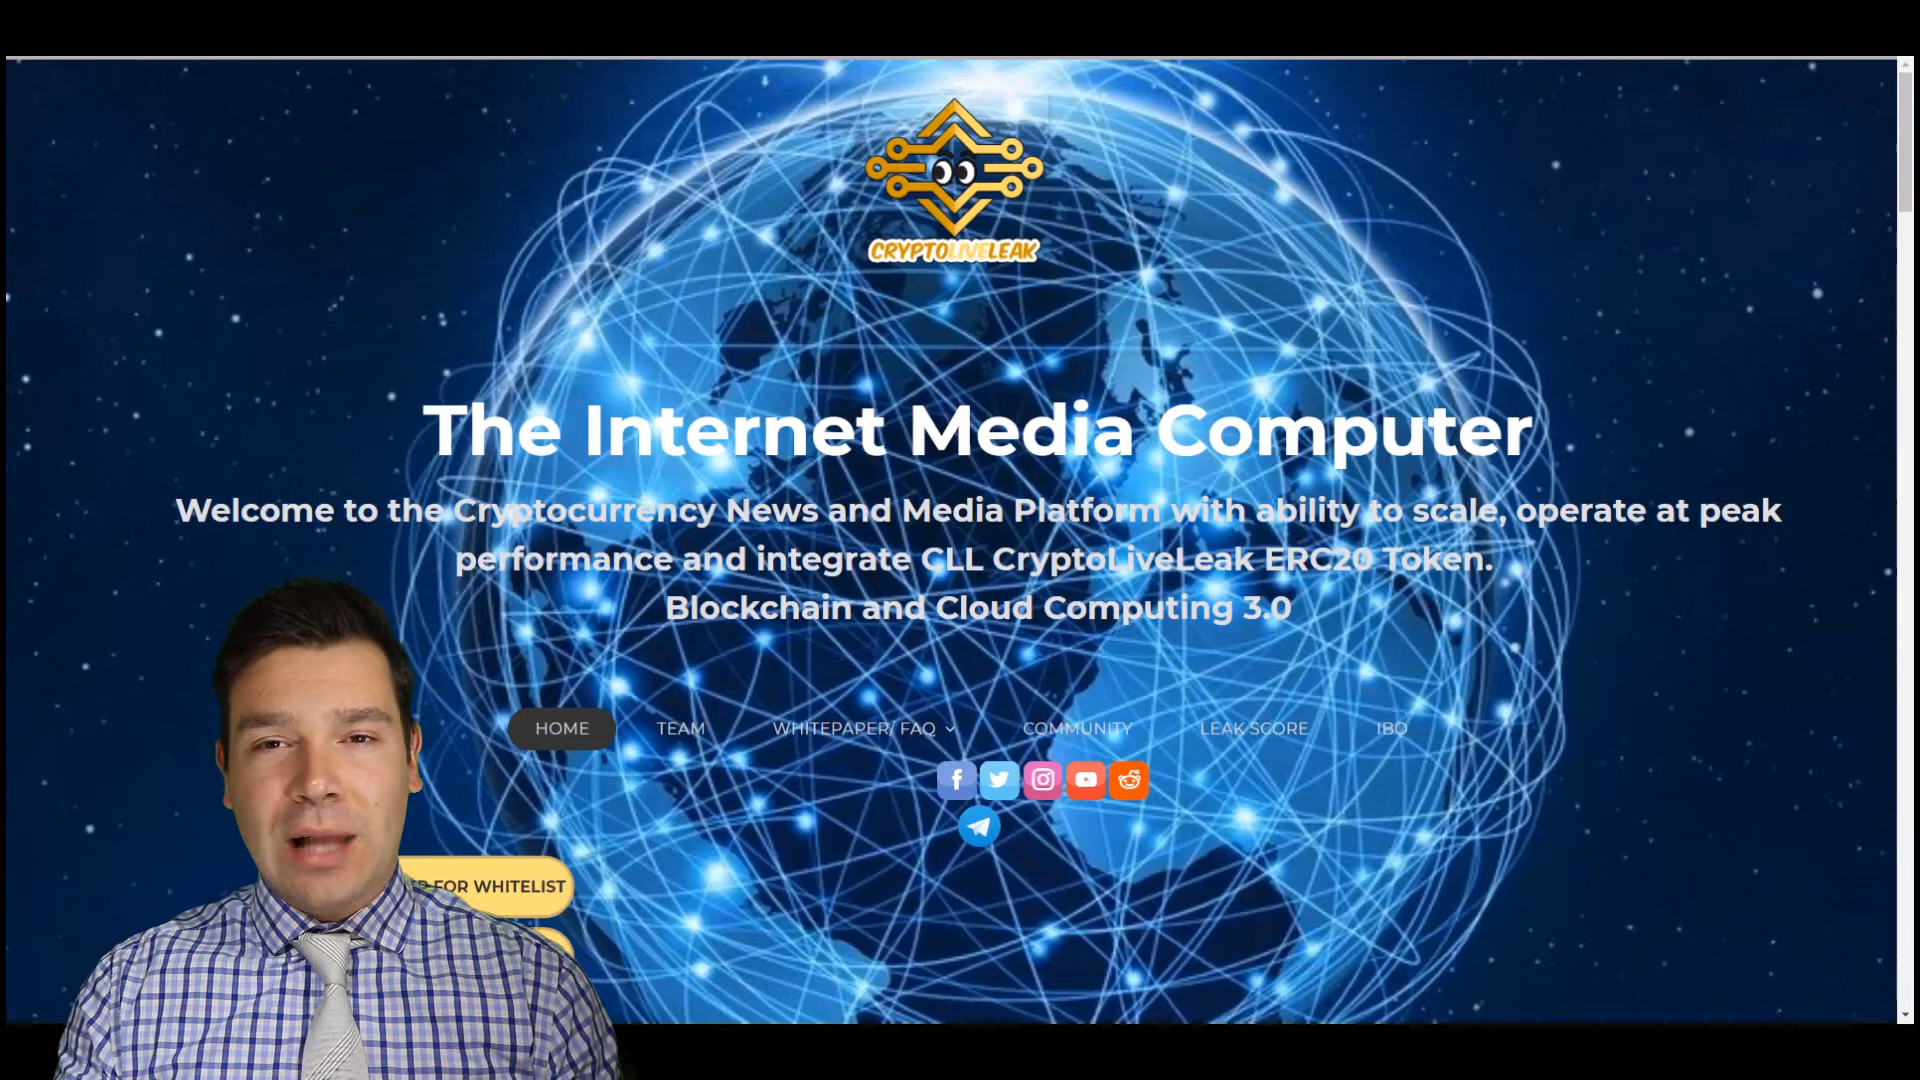 CRYPTOLIVELEAK
The Internet Media Computer
Welcome to the Cryptocurrency News and Media Platform with ability to scale, operate at peak
performance and integrate CLL CryptoLiveLeak ERC20 Token.
Blockchain and Cloud Computing 3.0
HOME TEAM WHITEPAPER/ FAQ COMMUNITY LEAK SCORE IBO
FOR WHITELIST